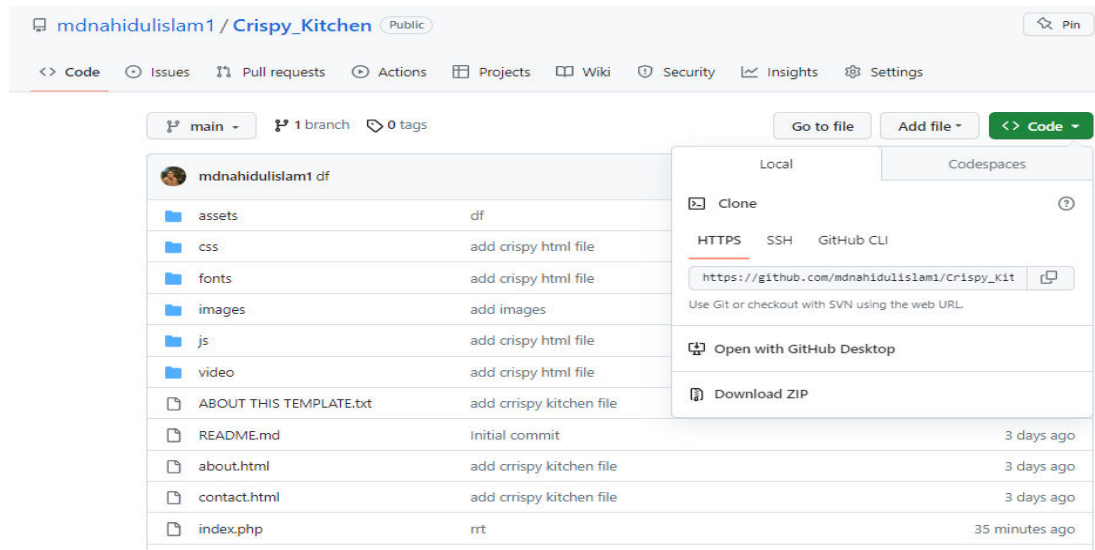 mdnahidulislam1 / Crispy_Kitchen Public Pin
<> Code Issues Pull requests Actions Projects Wiki Security Insights Settings
main 1 branch 0 tags Go to file Add file <> Code
mdnahidulislam1 df
Local Codespaces
Clone
HTTPS SSH GitHub CLI
https://github.com/mdnahidulislam1/Crispy_Kit
Use Git or checkout with SVN using the web URL.
Open with GitHub Desktop
Download ZIP
assets df
css add crispy html file
fonts add crispy html file
images add images
js add crispy html file
video add crispy html file
ABOUT THIS TEMPLATE.txt add crrispy kitchen file
README.md Initial commit 3 days ago
about.html add crrispy kitchen file 3 days ago
contact.html add crrispy kitchen file 3 days ago
index.php rrt 35 minutes ago